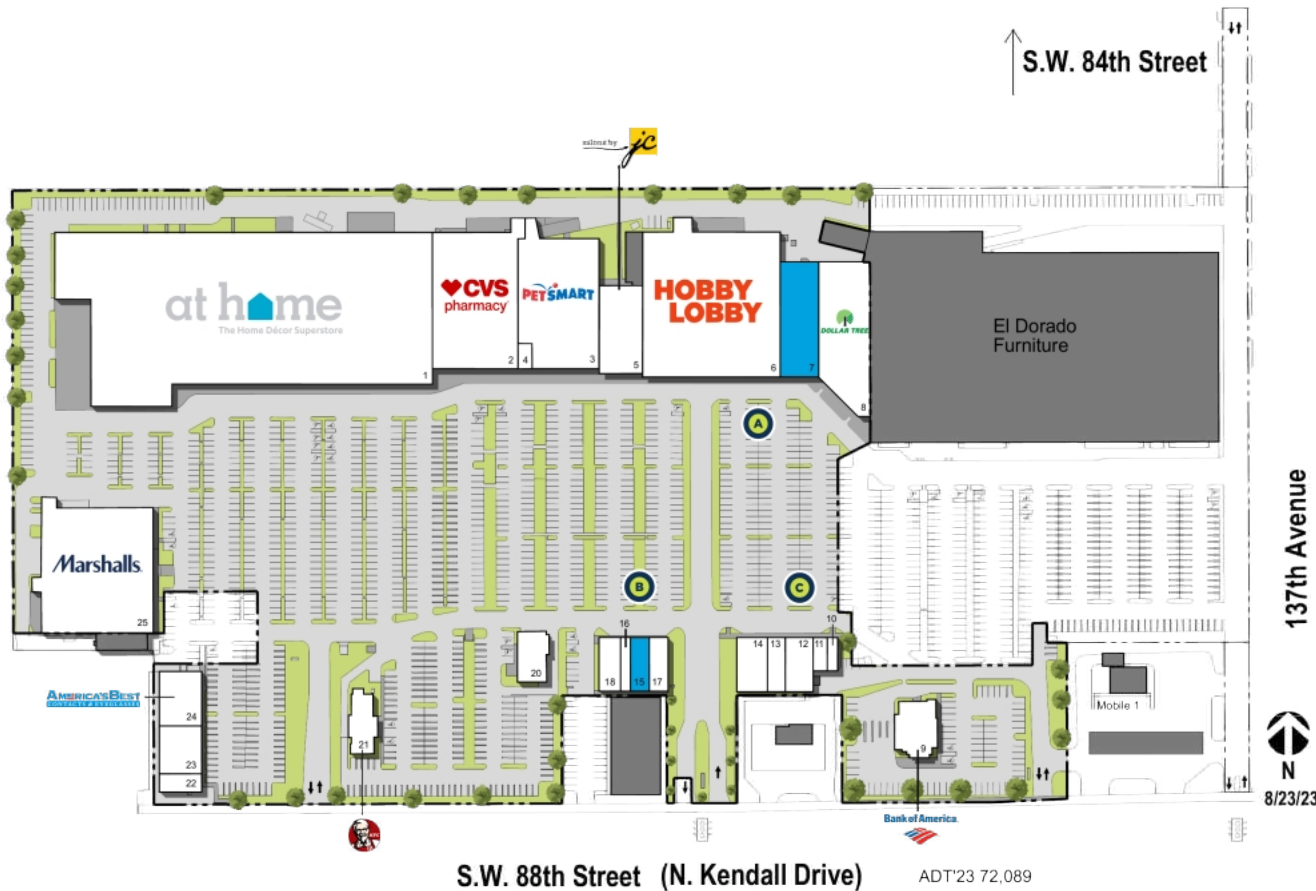 S.W. 84th Street
jc
at home
The Home Décor Superstore
1
CVS
pharmacy
2
PETSMART
4
3
5
HOBBY
LOBBY
6
7
DOLLAR TREE
8
El Dorado
Furniture
A
B
C
Marshalls
25
137th Avenue
AMERICA'S BEST
CONTACTS & EYEGLASSES
24
23
22
21
20
16
18
15
17
14
13
12
11
10
9
Mobile 1
KFC
Bank of America
N
8/23/23
S.W. 88th Street (N. Kendall Drive)
ADT'23 72,089